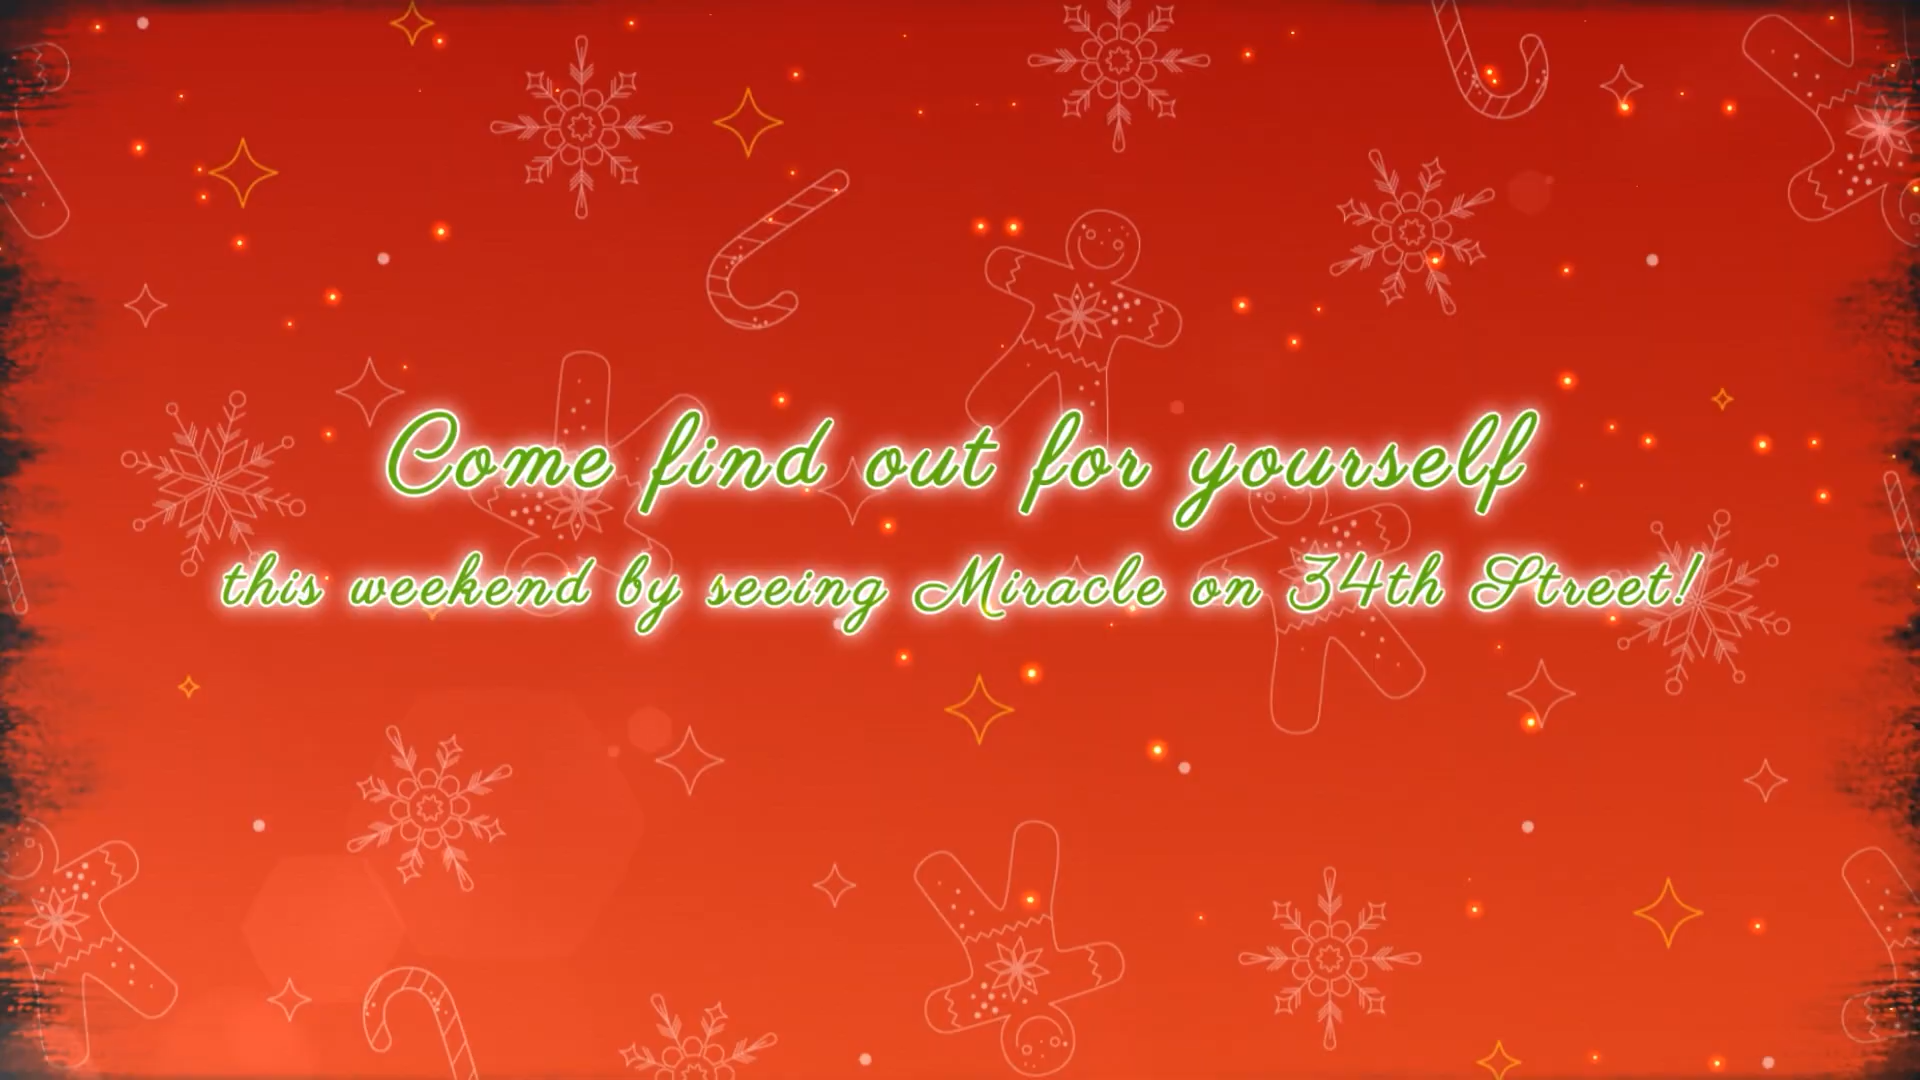 Come find out for yourself
this weekend by seeing Miracle on 34th Street!